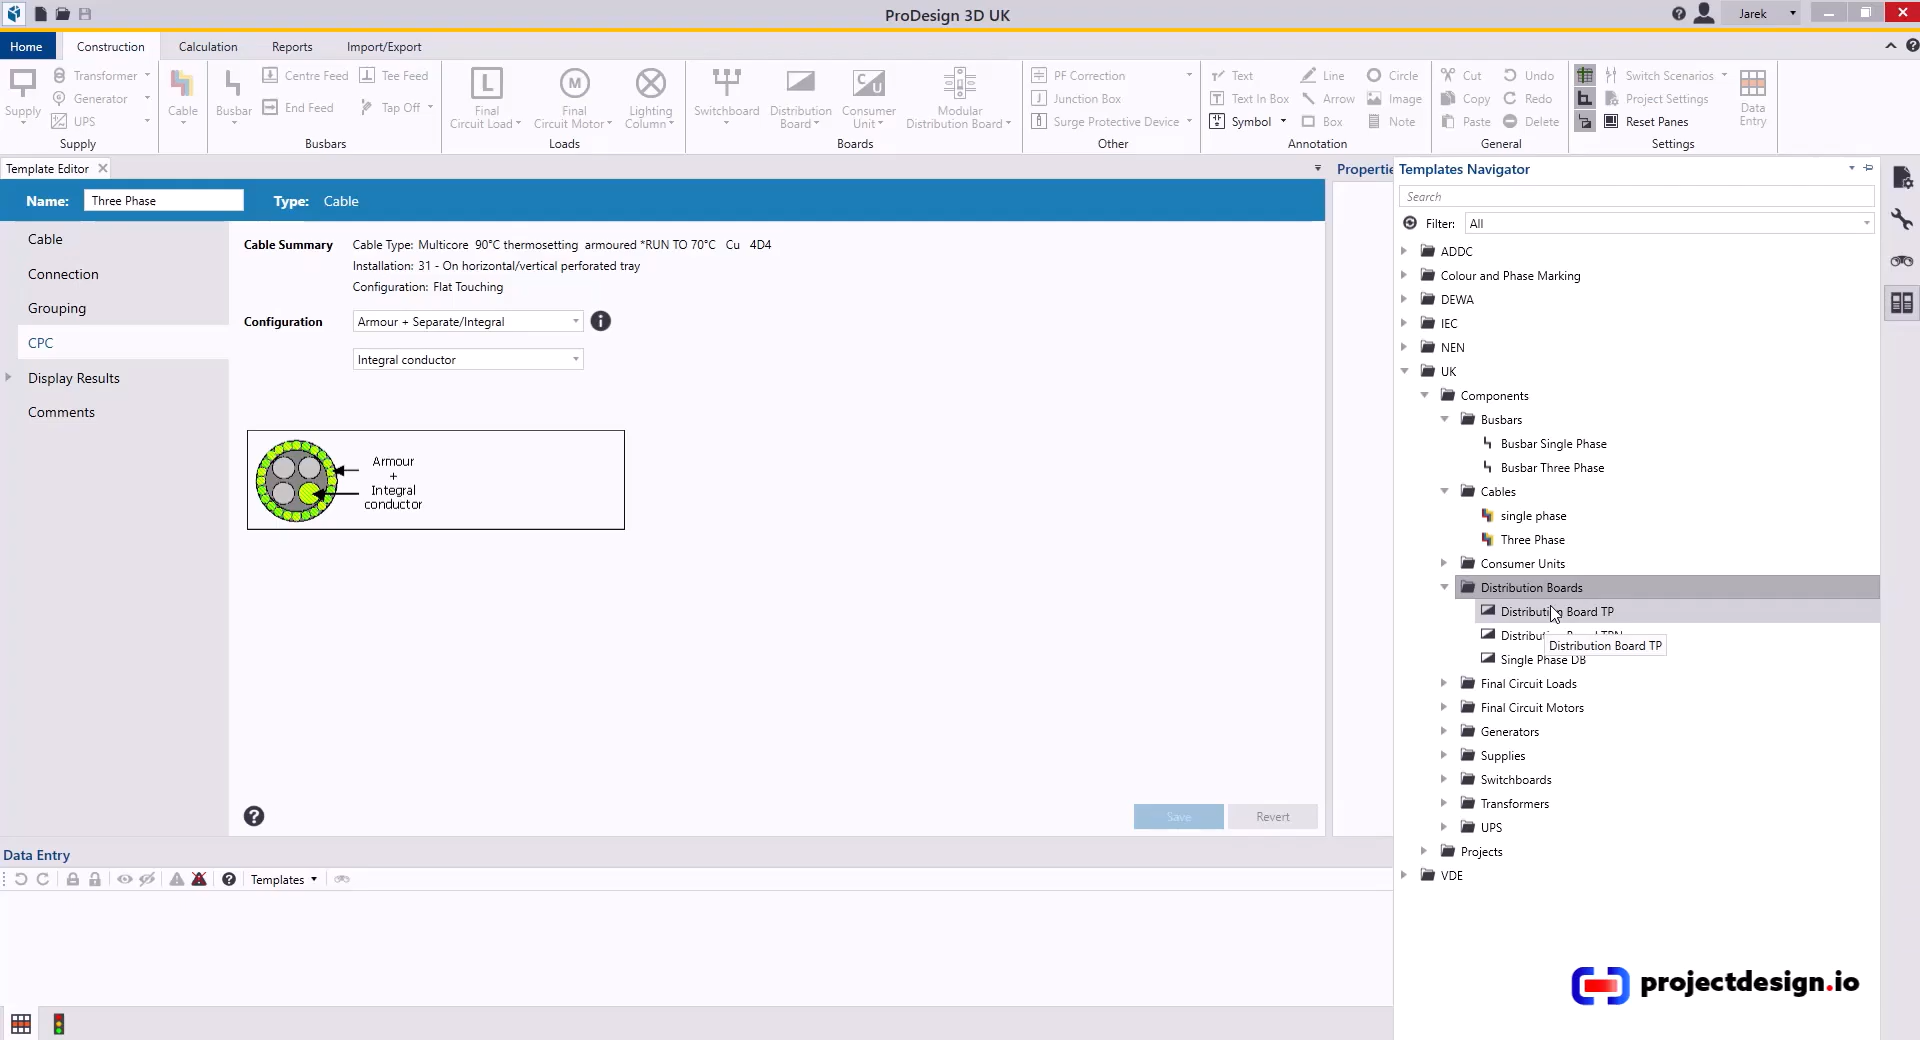 ProDesign 3D UK
Jarek
Home
Construction
Calculation
Reports
Import/Export
Supply
Transformer
Generator
UPS
Supply
Cable
Busbar
Centre Feed
Tee Feed
End Feed
Tap Off
Busbars
Final
Circuit Load
Final
Circuit Motor
Lighting
Column
Loads
Switchboard
Distribution
Board
Consumer
Unit
Modular
Distribution Board
Boards
PF Correction
Junction Box
Surge Protective Device
Other
Text
Line
Circle
Text In Box
Arrow
Image
Symbol
Box
Note
Annotation
Cut
Undo
Copy
Redo
Paste
Delete
General
Switch Scenarios
Project Settings
Reset Panes
Data
Entry
Settings
Template Editor
Name: Three Phase
Type: Cable
Cable
Connection
Grouping
CPC
Display Results
Comments
Cable Summary
Cable Type: Multicore 90°C thermosetting armoured *RUN TO 70°C Cu 4D4
Installation: 31 - On horizontal/vertical perforated tray
Configuration: Flat Touching
Configuration
Armour + Separate/Integral
Integral conductor
Armour
+
Integral
conductor
Save
Revert
Propertie
Templates Navigator
Search
Filter: All
ADDC
Colour and Phase Marking
DEWA
IEC
NEN
UK
Components
Busbars
Busbar Single Phase
Busbar Three Phase
Cables
single phase
Three Phase
Consumer Units
Distribution Boards
Distribution Board TP
Distribution Board TPN
Distribution Board TP
Single Phase DB
Final Circuit Loads
Final Circuit Motors
Generators
Supplies
Switchboards
Transformers
UPS
Projects
VDE
Data Entry
Templates
projectdesign.io